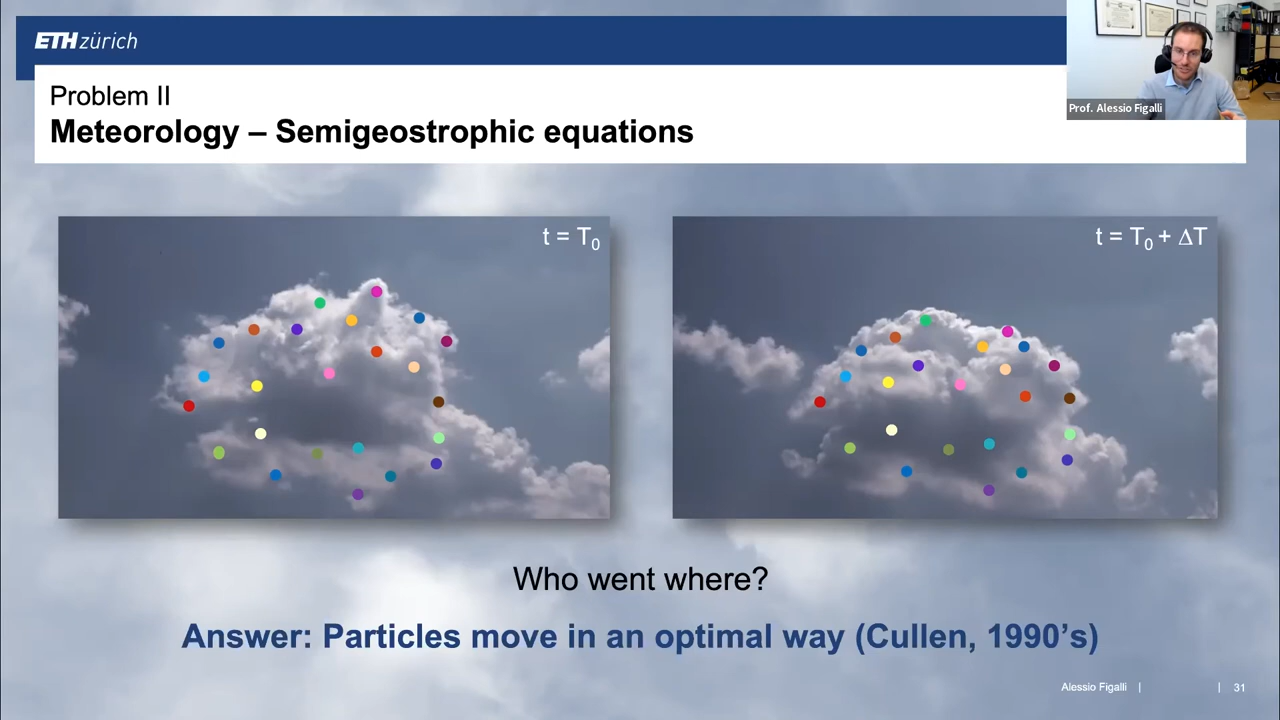 ETH zürich
Prof. Alessio Figalli
Problem II
Meteorology – Semigeostrophic equations
t = T₀
t = T₀ + ΔT
Who went where?
Answer: Particles move in an optimal way (Cullen, 1990’s)
Alessio Figalli | | 31